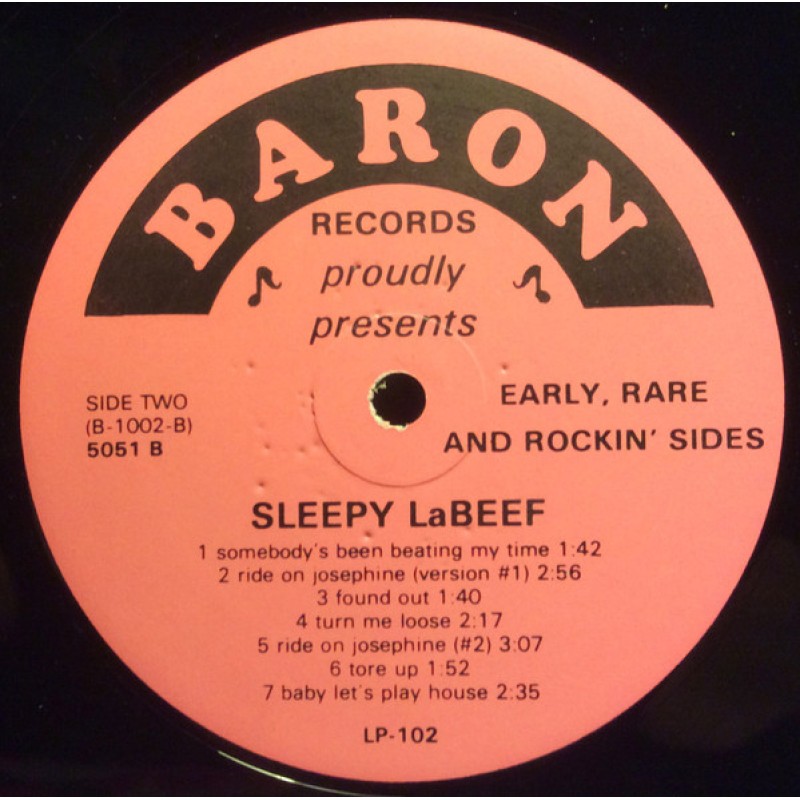 BARON
RECORDS
proudly
presents
SIDE TWO
(B-1002-B)
5051 B
EARLY, RARE
AND ROCKIN' SIDES
SLEEPY LaBEEF
1 somebody's been beating my time 1:42
2 ride on josephine (version #1) 2:56
3 found out 1:40
4 turn me loose 2:17
5 ride on josephine (#2) 3:07
6 tore up 1:52
7 baby let's play house 2:35
LP-102